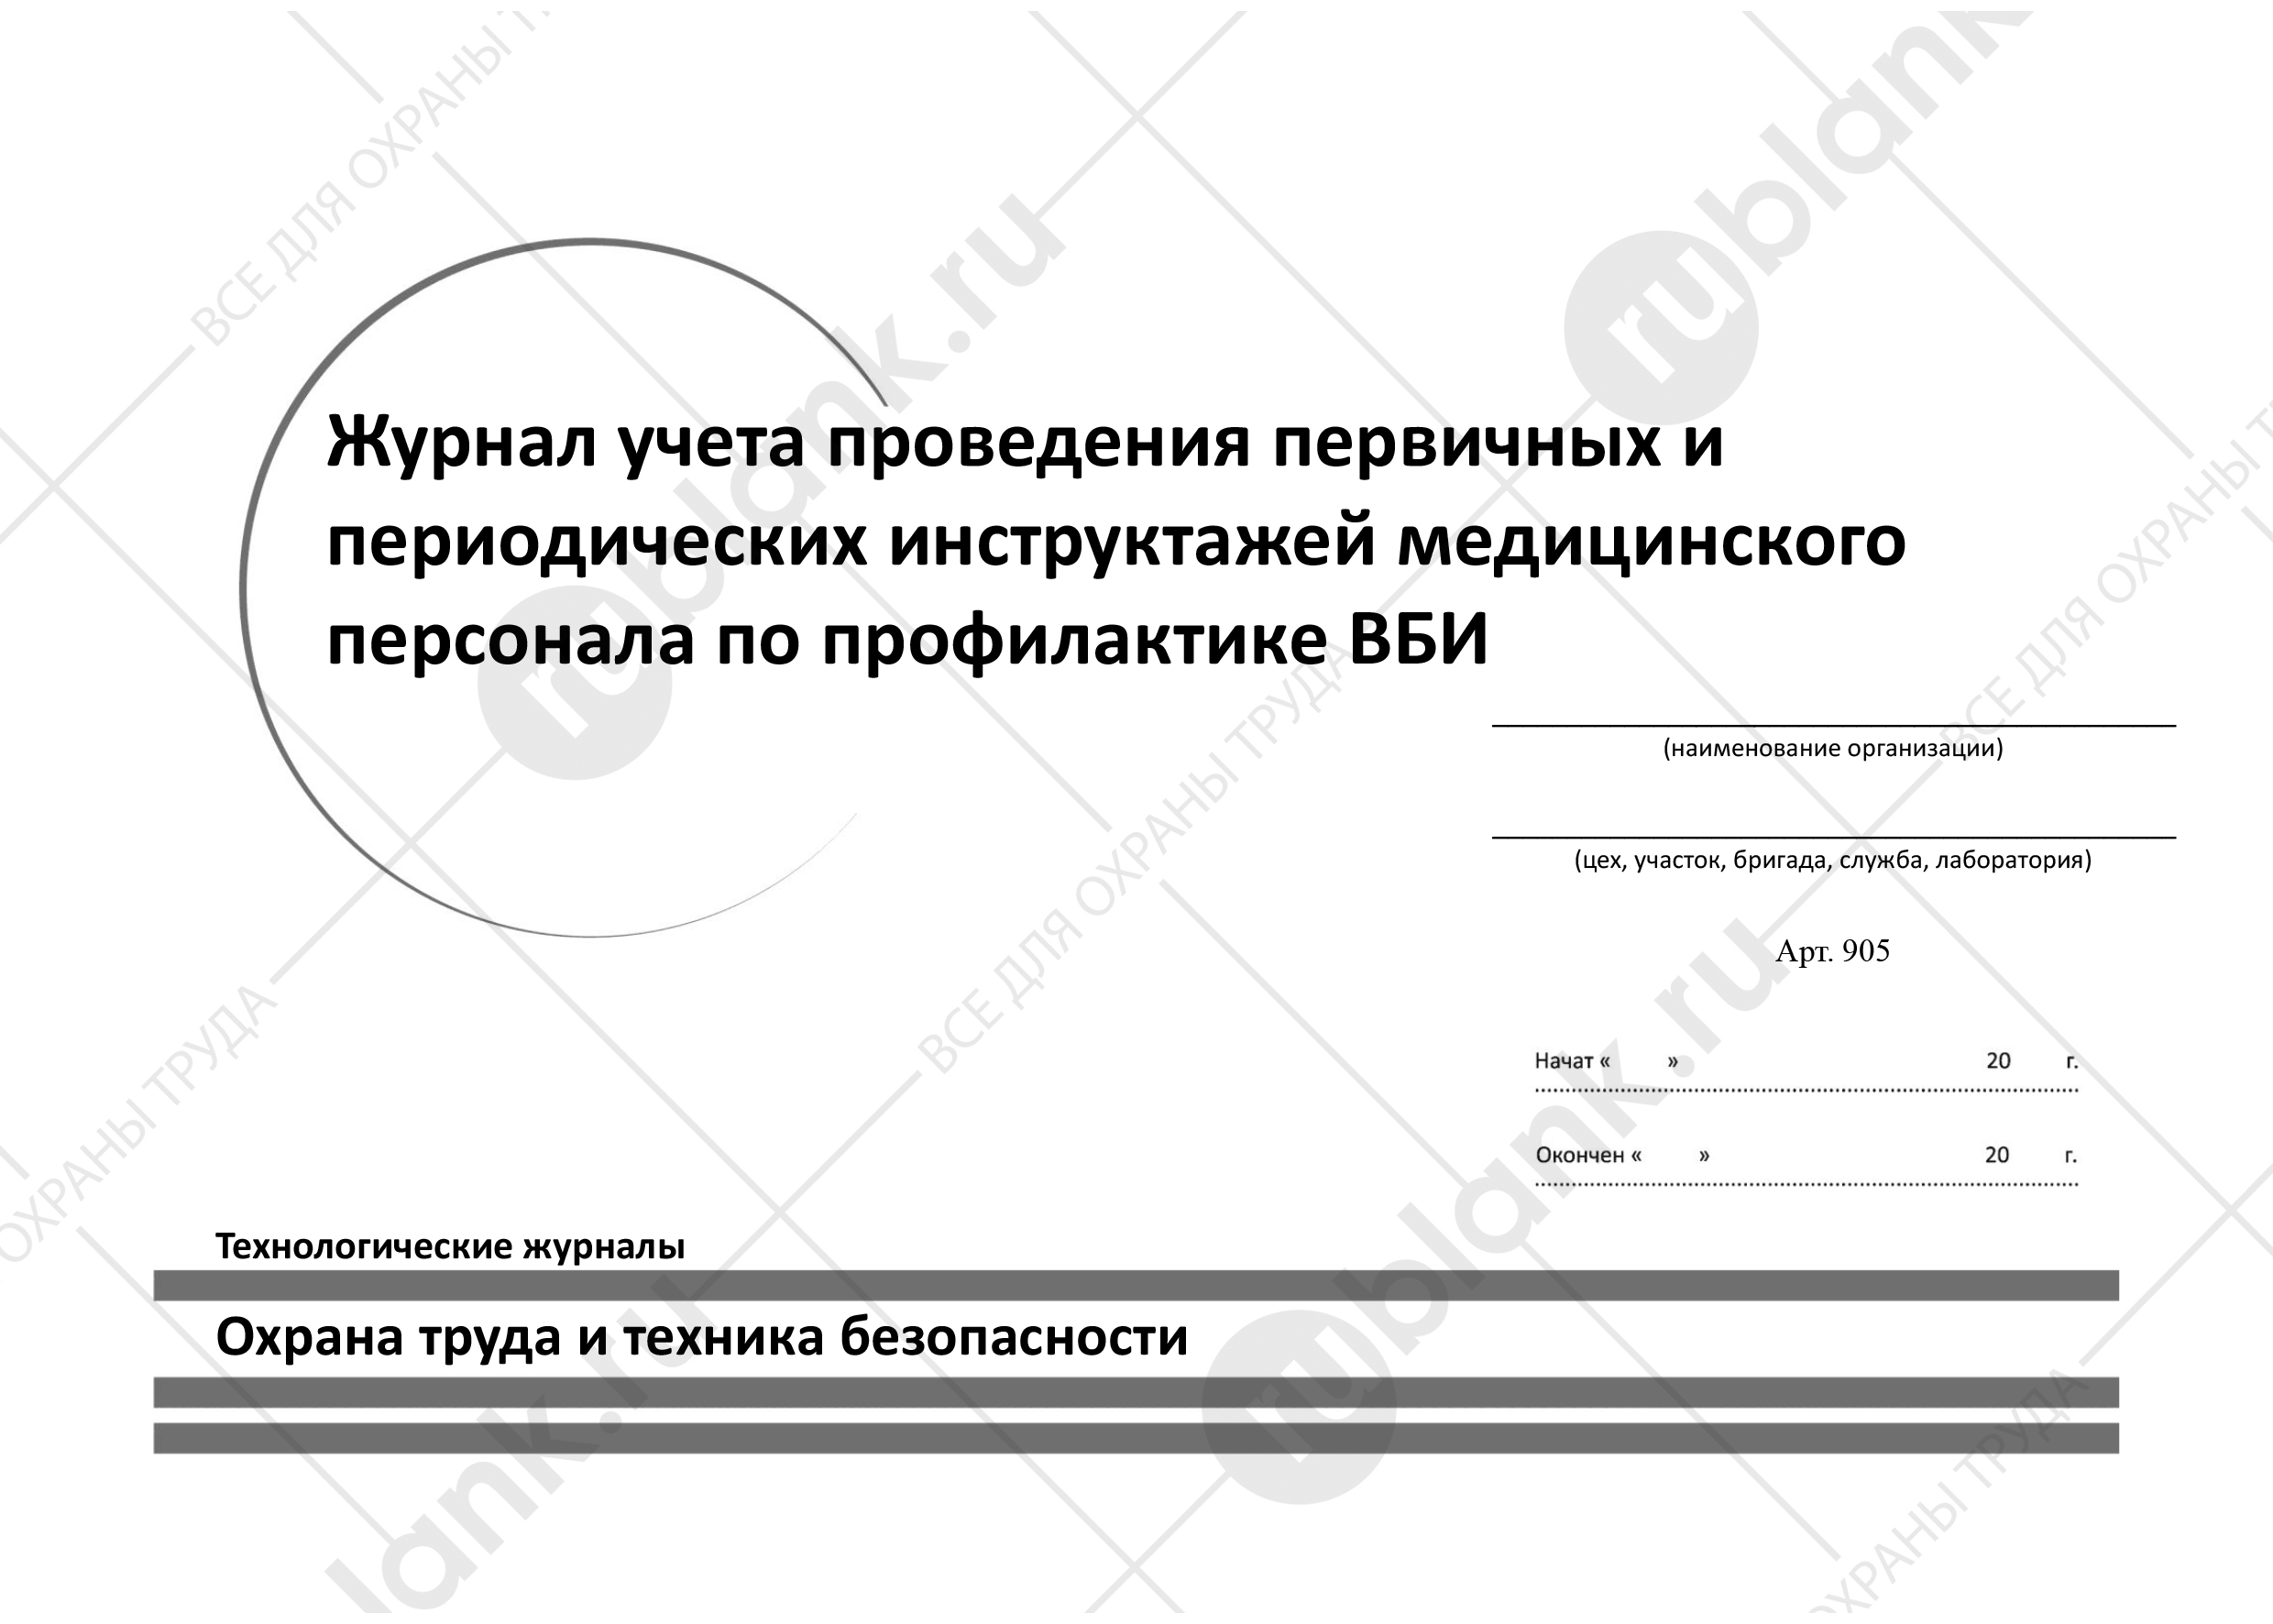 Журнал учета проведения первичных и
периодических инструктажей медицинского
персонала по профилактике ВБИ
(наименование организации)
(цех, участок, бригада, служба, лаборатория)
Арт. 905
Начат « » 20 г.
Окончен « » 20 г.
Технологические журналы
Охрана труда и техника безопасности
rublank.ru
ВСЕ ДЛЯ ОХРАНЫ ТРУДА